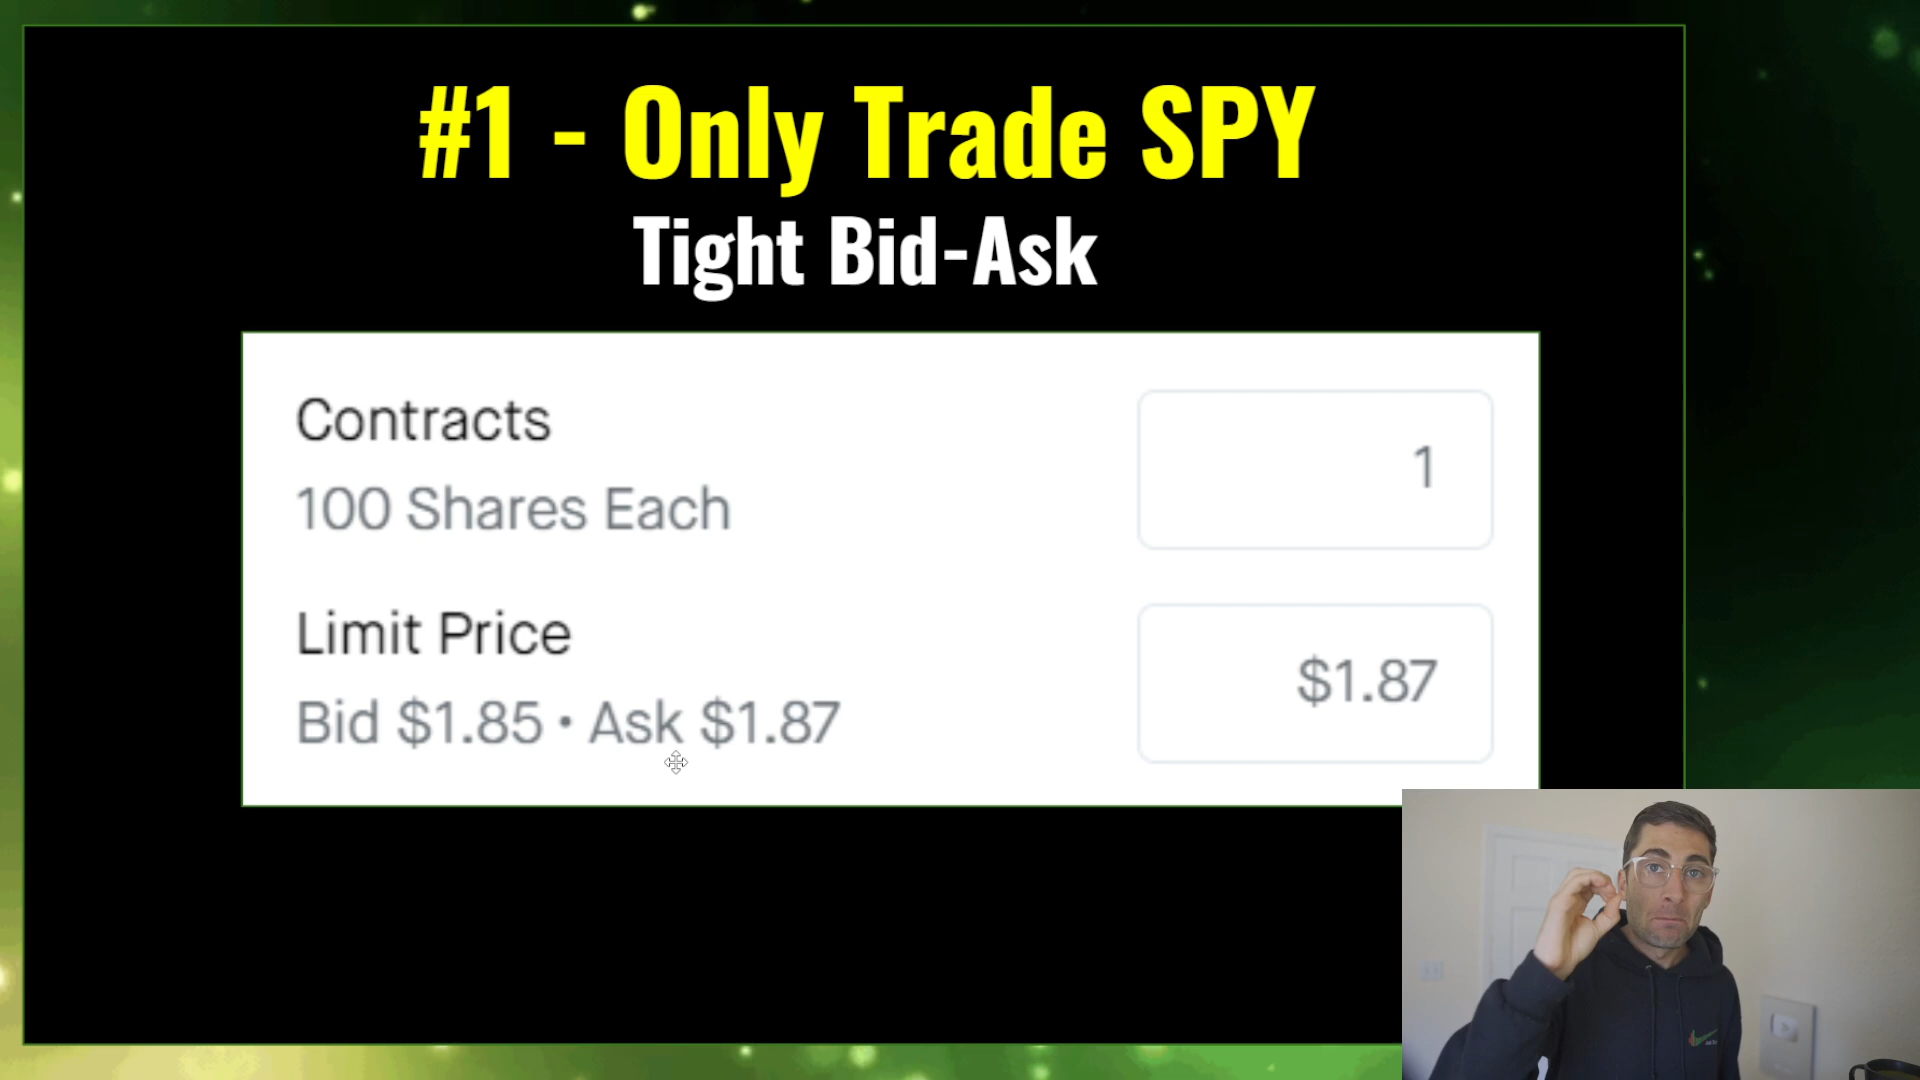 #1 - Only Trade SPY
Tight Bid-Ask
Contracts
1
100 Shares Each
Limit Price
$1.87
Bid $1.85 • Ask $1.87